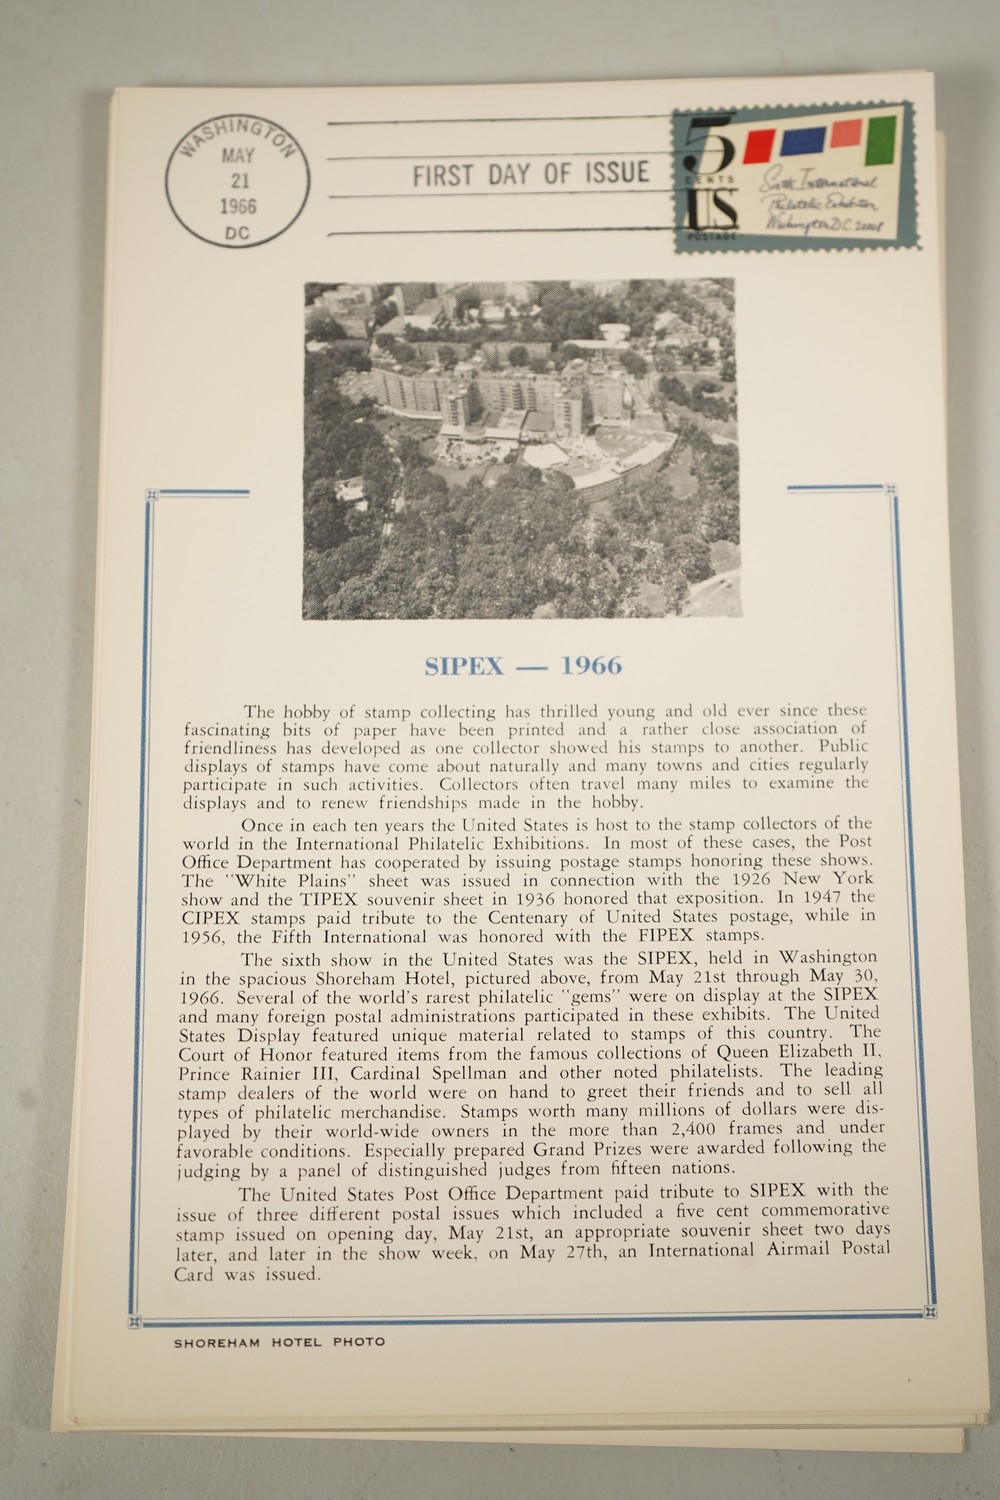 WASHINGTON
MAY
21
1966
DC
FIRST DAY OF ISSUE
5
CENTS
US
POSTAGE
Sixth International
Philatelic Exhibition
Washington D.C. 20008
SIPEX — 1966
The hobby of stamp collecting has thrilled young and old ever since these
fascinating bits of paper have been printed and a rather close association of
friendliness has developed as one collector showed his stamps to another. Public
displays of stamps have come about naturally and many towns and cities regularly
participate in such activities. Collectors often travel many miles to examine the
displays and to renew friendships made in the hobby.
Once in each ten years the United States is host to the stamp collectors of the
world in the International Philatelic Exhibitions. In most of these cases, the Post
Office Department has cooperated by issuing postage stamps honoring these shows.
The "White Plains" sheet was issued in connection with the 1926 New York
show and the TIPEX souvenir sheet in 1936 honored that exposition. In 1947 the
CIPEX stamps paid tribute to the Centenary of United States postage, while in
1956, the Fifth International was honored with the FIPEX stamps.
The sixth show in the United States was the SIPEX, held in Washington
in the spacious Shoreham Hotel, pictured above, from May 21st through May 30,
1966. Several of the world's rarest philatelic "gems" were on display at the SIPEX
and many foreign postal administrations participated in these exhibits. The United
States Display featured unique material related to stamps of this country. The
Court of Honor featured items from the famous collections of Queen Elizabeth II,
Prince Rainier III, Cardinal Spellman and other noted philatelists. The leading
stamp dealers of the world were on hand to greet their friends and to sell all
types of philatelic merchandise. Stamps worth many millions of dollars were dis-
played by their world-wide owners in the more than 2,400 frames and under
favorable conditions. Especially prepared Grand Prizes were awarded following the
judging by a panel of distinguished judges from fifteen nations.
The United States Post Office Department paid tribute to SIPEX with the
issue of three different postal issues which included a five cent commemorative
stamp issued on opening day, May 21st, an appropriate souvenir sheet two days
later, and later in the show week, on May 27th, an International Airmail Postal
Card was issued.
SHOREHAM HOTEL PHOTO